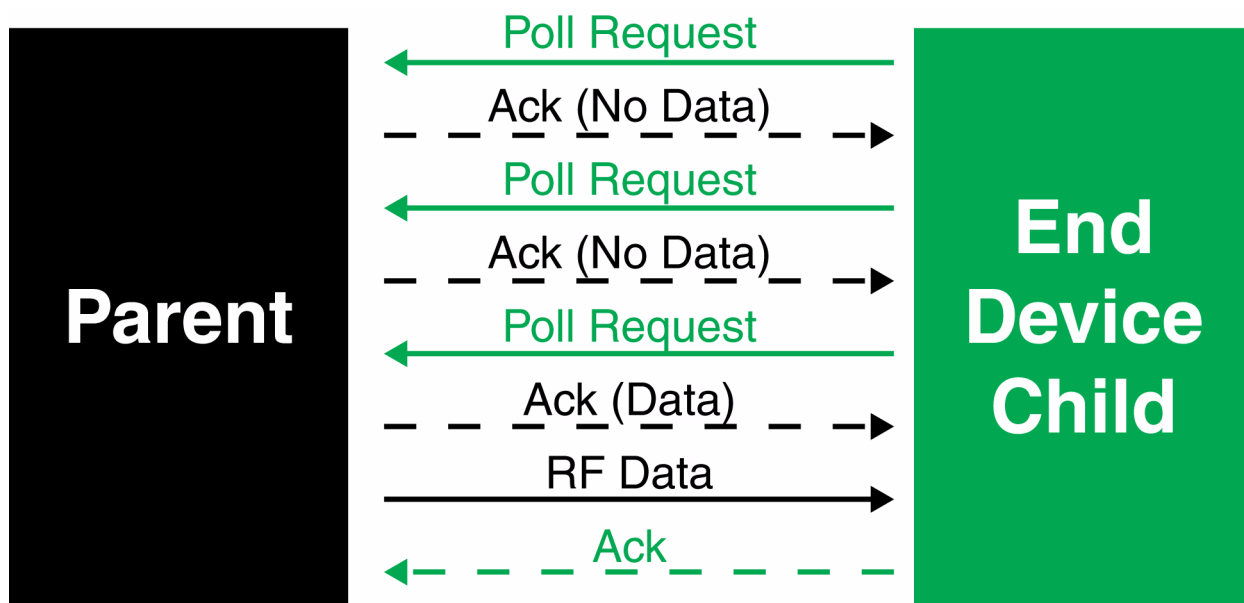 Parent
Poll Request
Ack (No Data)
Poll Request
Ack (No Data)
Poll Request
Ack (Data)
RF Data
Ack
End
Device
Child